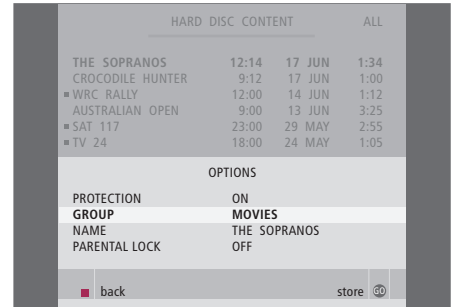 HARD DISC CONTENT ALL
THE SOPRANOS 12:14 17 JUN 1:34
CROCODILE HUNTER 9:12 17 JUN 1:00
WRC RALLY 12:00 14 JUN 1:12
AUSTRALIAN OPEN 9:00 13 JUN 3:25
SAT 117 23:00 29 MAY 2:55
TV 24 18:00 24 MAY 1:05
OPTIONS
PROTECTION ON
GROUP MOVIES
NAME THE SOPRANOS
PARENTAL LOCK OFF
back store GO